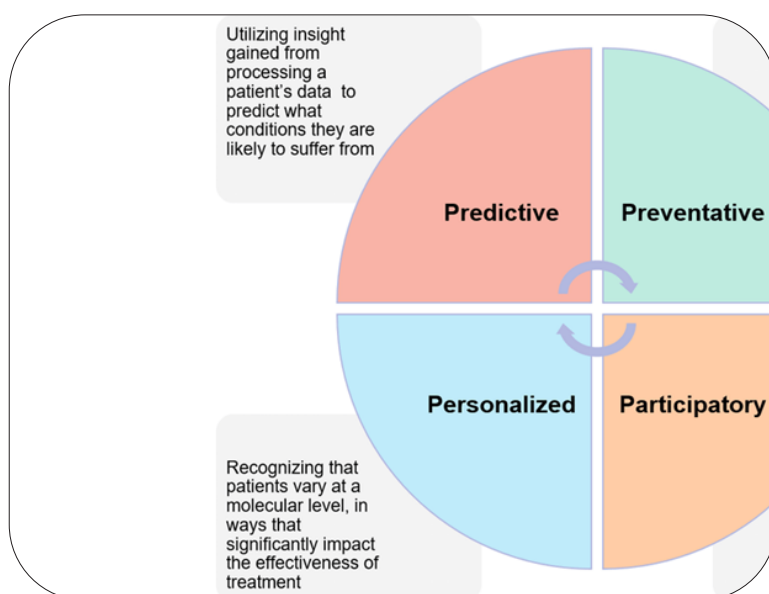 Utilizing insight
gained from
processing a
patient's data to
predict what
conditions they are
likely to suffer from
Predictive
Preventative
Personalized
Participatory
Recognizing that
patients vary at a
molecular level, in
ways that
significantly impact
the effectiveness of
treatment